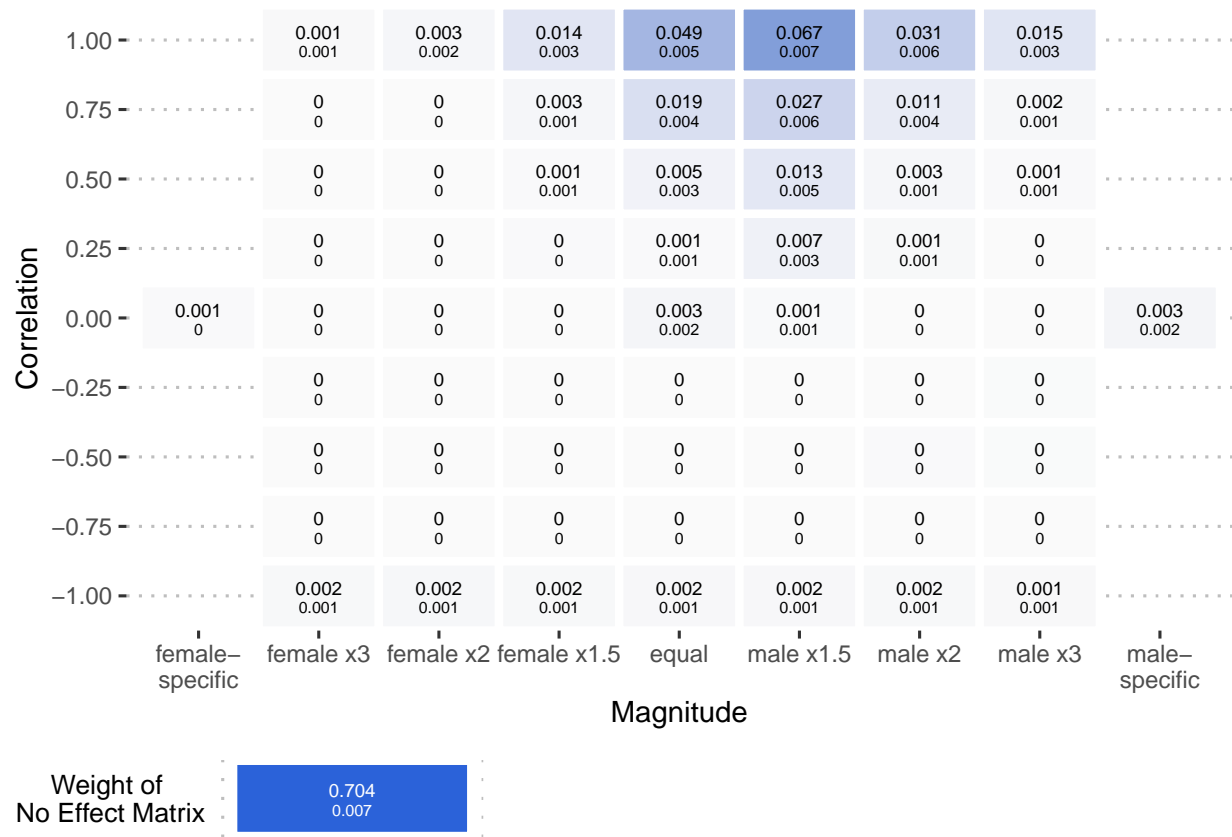 1.00
0.001 0.003 0.014 0.049 0.067 0.031 0.015
0.001 0.002 0.003 0.005 0.007 0.006 0.003
0.75
0 0 0.003 0.019 0.027 0.011 0.002
0 0 0.001 0.004 0.006 0.004 0.001
0.50
0 0 0.001 0.005 0.013 0.003 0.001
0 0 0.001 0.003 0.005 0.001 0.001
0.25
0 0 0 0.001 0.007 0.001 0
0 0 0 0.001 0.003 0.001 0
0.00
0.001 0 0 0 0.003 0.001 0 0 0.003
0 0 0 0 0.002 0.001 0 0 0.002
−0.25
0 0 0 0 0 0 0
0 0 0 0 0 0 0
−0.50
0 0 0 0 0 0 0
0 0 0 0 0 0 0
−0.75
0 0 0 0 0 0 0
0 0 0 0 0 0 0
−1.00
0.002 0.002 0.002 0.002 0.002 0.002 0.001
0.001 0.001 0.001 0.001 0.001 0.001 0.001
Correlation
female− female x3 female x2 female x1.5 equal male x1.5 male x2 male x3 male−
specific specific
Magnitude
Weight of
No Effect Matrix
0.704
0.007